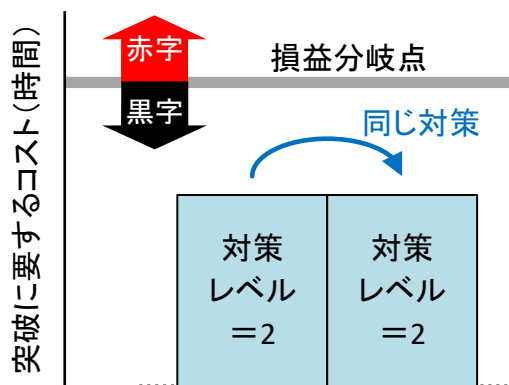 突破に要するコスト(時間)
赤字
黒字
損益分岐点
同じ対策
対策
レベル
＝2
対策
レベル
＝2